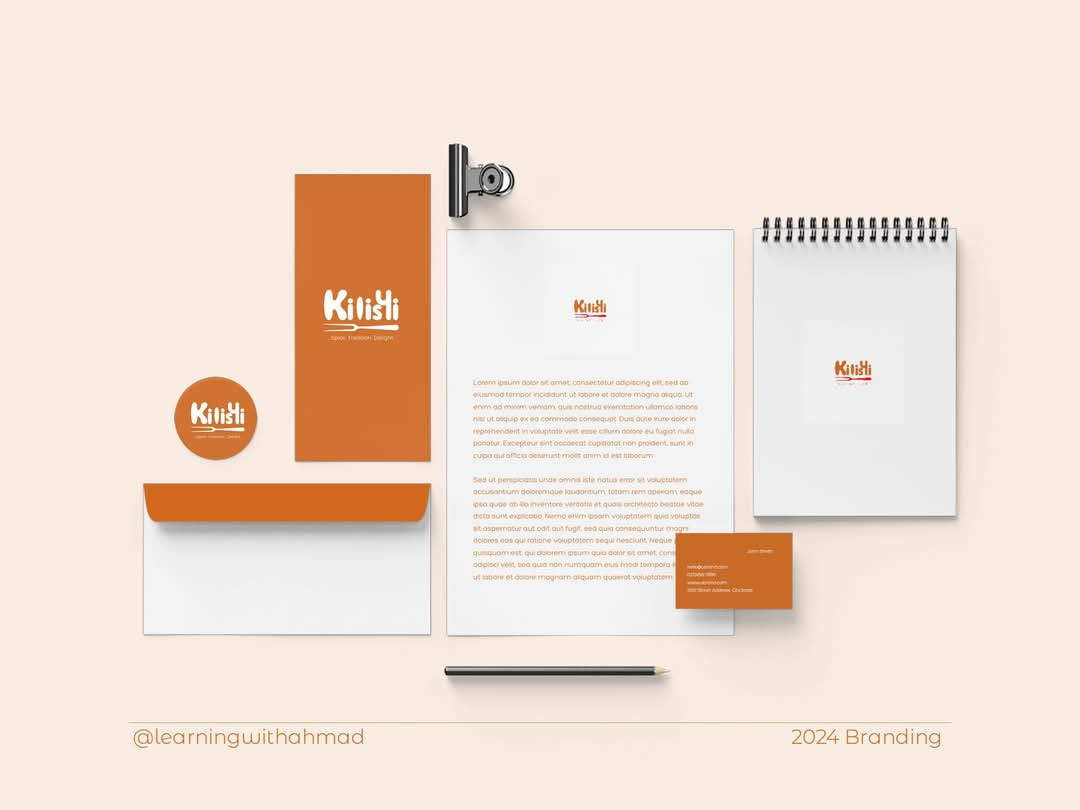 KilisHi
Spice, Tradition, Delight.
KilisHi
KilisHi
Lorem ipsum dolor sit amet, consectetur adipiscing elit, sed do
eiusmod tempor incididunt ut labore et dolore magna aliqua. Ut
enim ad minim veniam, quis nostrud exercitation ullamco laboris
nisi ut aliquip ex ea commodo consequat. Duis aute irure dolor in
reprehenderit in voluptate velit esse cillum dolore eu fugiat nulla
pariatur. Excepteur sint occaecat cupidatat non proident, sunt in
culpa qui officia deserunt mollit anim id est laborum
Sed ut perspiciatis unde omnis iste natus error sit voluptatem
accusantium doloremque laudantium, totam rem aperiam, eaque
ipsa quae ab illo inventore veritatis et quasi architecto beatae vitae
dicta sunt explicabo. Nemo enim ipsam voluptatem quia voluptas
sit aspernatur aut odit aut fugit, sed quia consequuntur magni
dolores eos qui ratione voluptatem sequi nesciunt. Neque
quisquam est, qui dolorem ipsum quia dolor sit amet, cons
adipisci velit, sed quia non numquam eius modi tempora
ut labore et dolore magnam aliquam quaerat voluptatem
KilisHi
John Smith
@learningwithahmad
2024 Branding